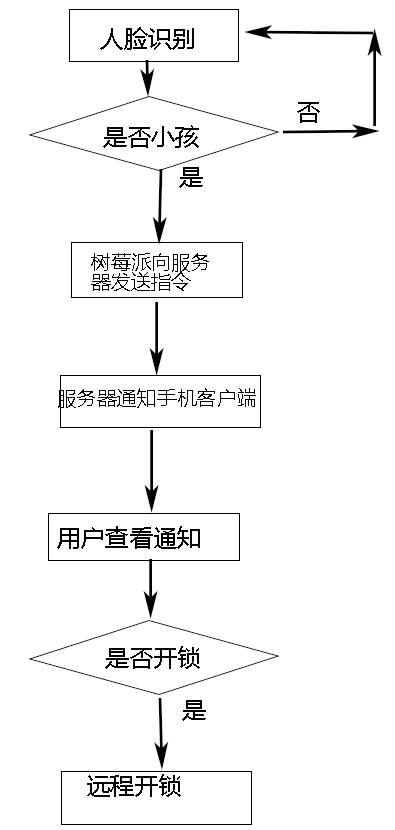 人脸识别
否
是否小孩
是
树莓派向服务
器发送指令
服务器通知手机客户端
用户查看通知
是否开锁
是
远程开锁